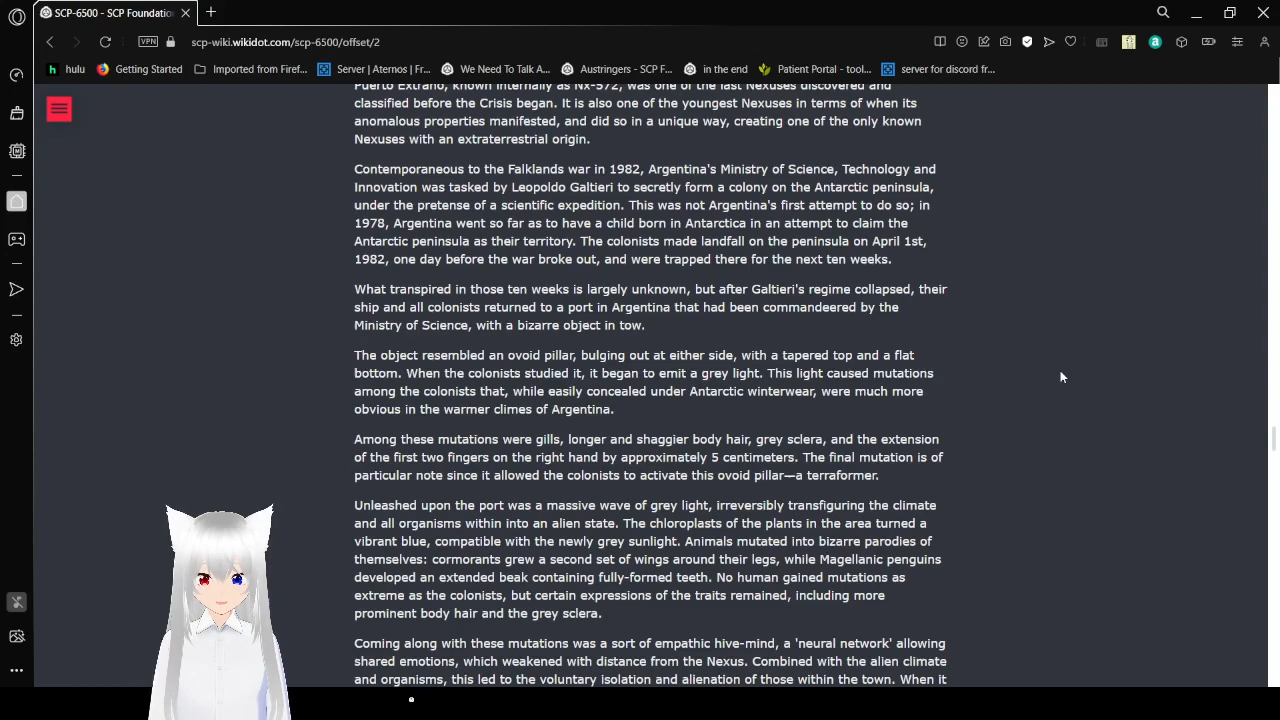 SCP-6500 - SCP Foundatio
VPN
scp-wiki.wikidot.com/scp-6500/offset/2
hulu
Getting Started
Imported from Firef...
Server | Aternos | Fr...
We Need To Talk A...
Austringers - SCP F...
in the end
Patient Portal - tool...
server for discord fr...
Puerto Extraño, known internally as Nx-572, was one of the last Nexuses discovered and
classified before the Crisis began. It is also one of the youngest Nexuses in terms of when its
anomalous properties manifested, and did so in a unique way, creating one of the only known
Nexuses with an extraterrestrial origin.
Contemporaneous to the Falklands war in 1982, Argentina's Ministry of Science, Technology and
Innovation was tasked by Leopoldo Galtieri to secretly form a colony on the Antarctic peninsula,
under the pretense of a scientific expedition. This was not Argentina's first attempt to do so; in
1978, Argentina went so far as to have a child born in Antarctica in an attempt to claim the
Antarctic peninsula as their territory. The colonists made landfall on the peninsula on April 1st,
1982, one day before the war broke out, and were trapped there for the next ten weeks.
What transpired in those ten weeks is largely unknown, but after Galtieri's regime collapsed, their
ship and all colonists returned to a port in Argentina that had been commandeered by the
Ministry of Science, with a bizarre object in tow.
The object resembled an ovoid pillar, bulging out at either side, with a tapered top and a flat
bottom. When the colonists studied it, it began to emit a grey light. This light caused mutations
among the colonists that, while easily concealed under Antarctic winterwear, were much more
obvious in the warmer climes of Argentina.
Among these mutations were gills, longer and shaggier body hair, grey sclera, and the extension
of the first two fingers on the right hand by approximately 5 centimeters. The final mutation is of
particular note since it allowed the colonists to activate this ovoid pillar—a terraformer.
Unleashed upon the port was a massive wave of grey light, irreversibly transfiguring the climate
and all organisms within into an alien state. The chloroplasts of the plants in the area turned a
vibrant blue, compatible with the newly grey sunlight. Animals mutated into bizarre parodies of
themselves: cormorants grew a second set of wings around their legs, while Magellanic penguins
developed an extended beak containing fully-formed teeth. No human gained mutations as
extreme as the colonists, but certain expressions of the traits remained, including more
prominent body hair and the grey sclera.
Coming along with these mutations was a sort of empathic hive-mind, a 'neural network' allowing
shared emotions, which weakened with distance from the Nexus. Combined with the alien climate
and organisms, this led to the voluntary isolation and alienation of those within the town. When it